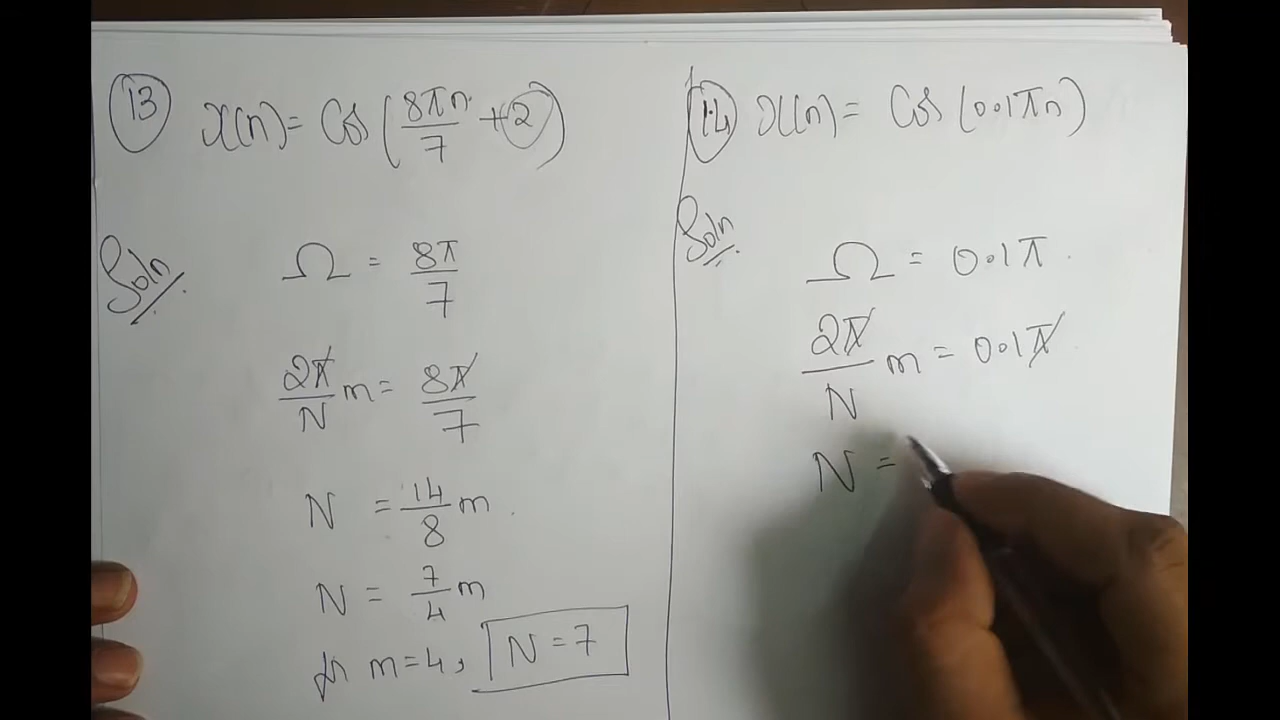 13 x(n) = Cos(8πn/7 + 2)
Soln
Ω = 8π/7
2π/N m = 8π/7
N = 14/8 m
N = 7/4 m
for m = 4, N = 7
14 x(n) = Cos(0.1πn)
Soln
Ω = 0.1π
2π/N m = 0.1π
N =